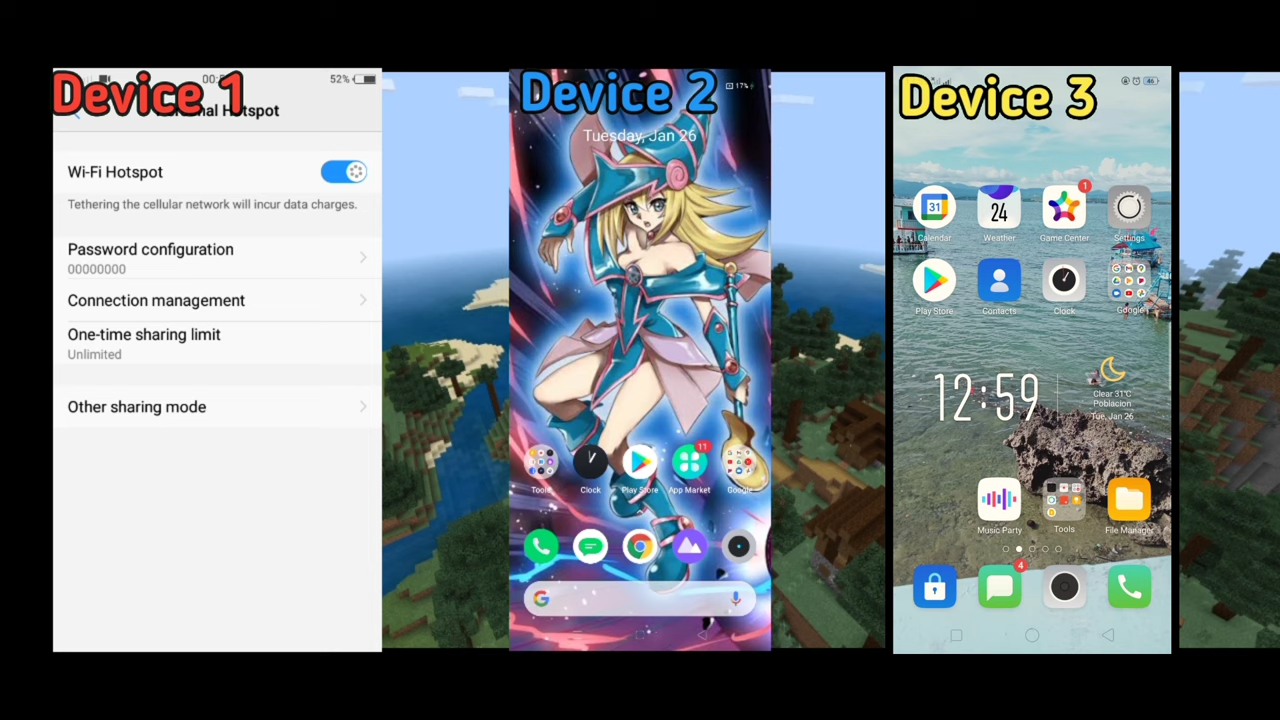 Device 1
52%
Hotspot
Wi-Fi Hotspot
Tethering the cellular network will incur data charges.
Password configuration
00000000
Connection management
One-time sharing limit
Unlimited
Other sharing mode
Device 2
17%
Tuesday, Jan 26
Tools
Clock
Play Store
11
App Market
Google
Device 3
46
31
Calendar
24
Weather
1
Game Center
Settings
Play Store
Contacts
Clock
Google
12:59
Clear 31°C
Poblacion
Tue, Jan 26
Music Party
Tools
File Manager
4